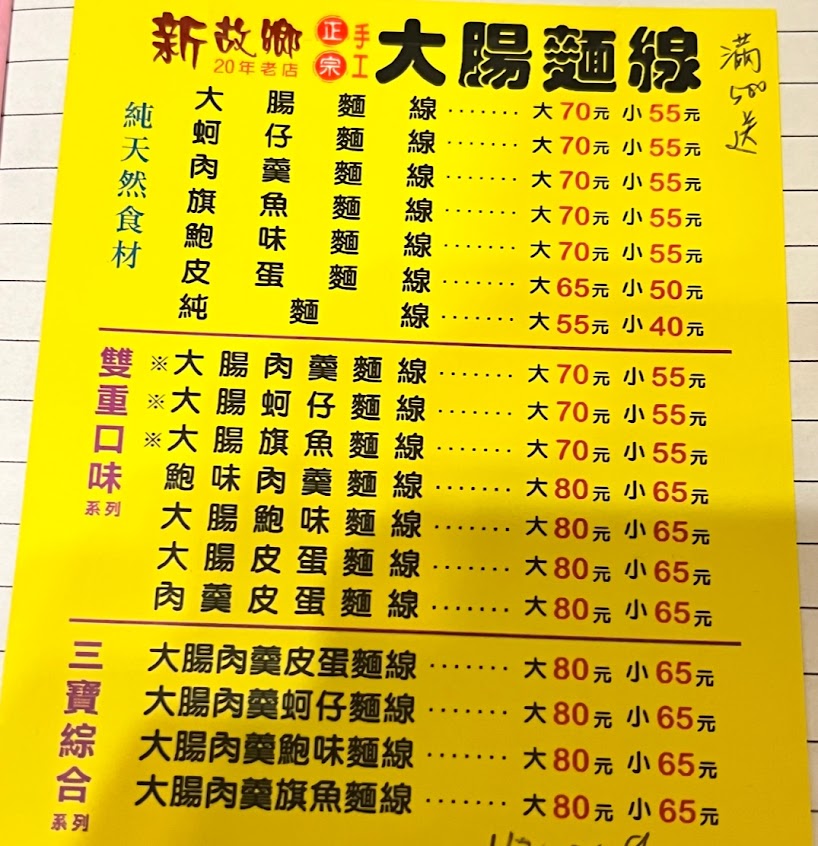 新故鄉 正宗 手工 大腸麵線
20年老店
滿500送
純天然食材
大腸麵線‥‥‥‥大70元 小55元
蚵仔麵線‥‥‥‥大70元 小55元
肉羹麵線‥‥‥‥大70元 小55元
旗魚麵線‥‥‥‥大70元 小55元
鮑味麵線‥‥‥‥大70元 小55元
皮蛋麵線‥‥‥‥大65元 小50元
純麵線‥‥‥‥大55元 小40元
雙重口味系列
※大腸肉羹麵線‥‥‥‥大70元 小55元
※大腸蚵仔麵線‥‥‥‥大70元 小55元
※大腸旗魚麵線‥‥‥‥大70元 小55元
鮑味肉羹麵線‥‥‥‥大80元 小65元
大腸鮑味麵線‥‥‥‥大80元 小65元
大腸皮蛋麵線‥‥‥‥大80元 小65元
肉羹皮蛋麵線‥‥‥‥大80元 小65元
三寶綜合系列
大腸肉羹皮蛋麵線‥‥‥‥大80元 小65元
大腸肉羹蚵仔麵線‥‥‥‥大80元 小65元
大腸肉羹鮑味麵線‥‥‥‥大80元 小65元
大腸肉羹旗魚麵線‥‥‥‥大80元 小65元